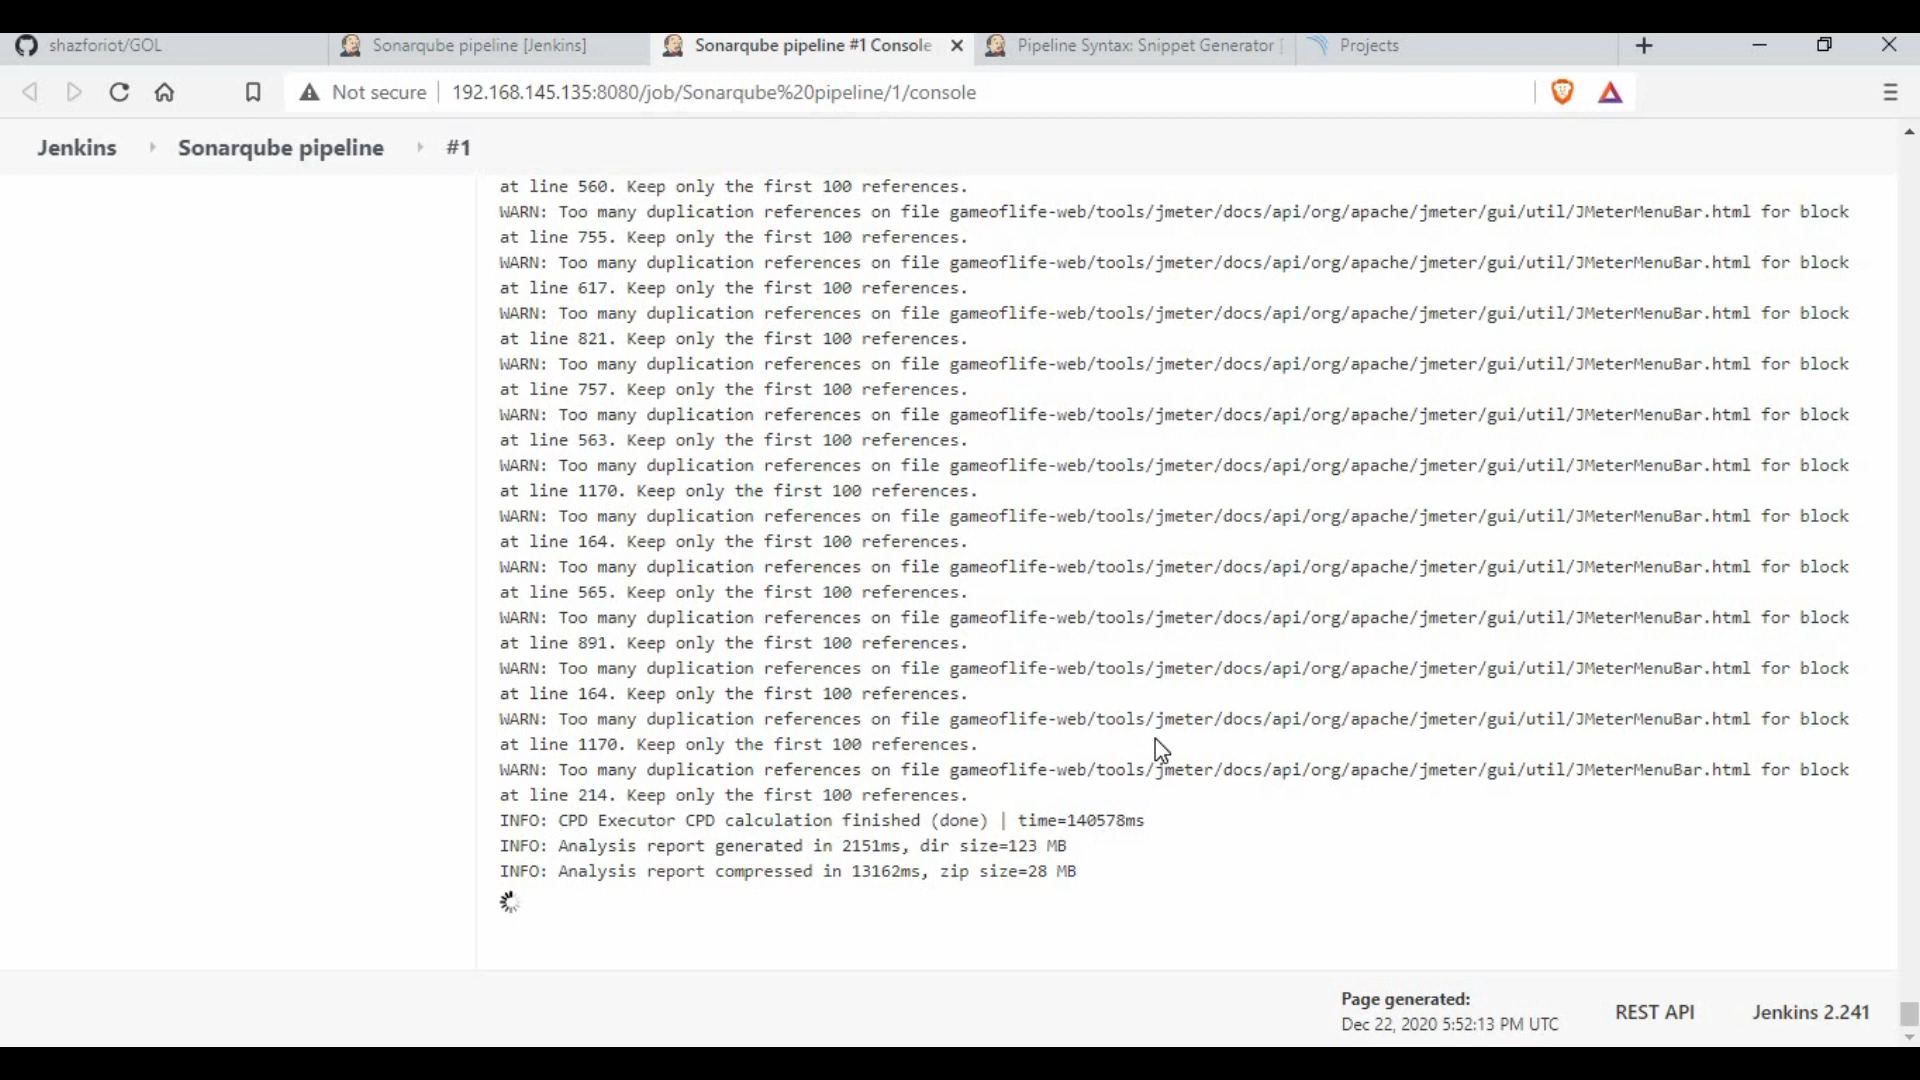 shazforiot/GOL
Sonarqube pipeline [Jenkins]
Sonarqube pipeline #1 Console
Pipeline Syntax: Snippet Generator
Projects
Not secure
192.168.145.135:8080/job/Sonarqube%20pipeline/1/console
Jenkins
Sonarqube pipeline
#1
at line 560. Keep only the first 100 references.
WARN: Too many duplication references on file gameoflife-web/tools/jmeter/docs/api/org/apache/jmeter/gui/util/JMeterMenuBar.html for block
at line 755. Keep only the first 100 references.
WARN: Too many duplication references on file gameoflife-web/tools/jmeter/docs/api/org/apache/jmeter/gui/util/JMeterMenuBar.html for block
at line 617. Keep only the first 100 references.
WARN: Too many duplication references on file gameoflife-web/tools/jmeter/docs/api/org/apache/jmeter/gui/util/JMeterMenuBar.html for block
at line 821. Keep only the first 100 references.
WARN: Too many duplication references on file gameoflife-web/tools/jmeter/docs/api/org/apache/jmeter/gui/util/JMeterMenuBar.html for block
at line 757. Keep only the first 100 references.
WARN: Too many duplication references on file gameoflife-web/tools/jmeter/docs/api/org/apache/jmeter/gui/util/JMeterMenuBar.html for block
at line 563. Keep only the first 100 references.
WARN: Too many duplication references on file gameoflife-web/tools/jmeter/docs/api/org/apache/jmeter/gui/util/JMeterMenuBar.html for block
at line 1170. Keep only the first 100 references.
WARN: Too many duplication references on file gameoflife-web/tools/jmeter/docs/api/org/apache/jmeter/gui/util/JMeterMenuBar.html for block
at line 164. Keep only the first 100 references.
WARN: Too many duplication references on file gameoflife-web/tools/jmeter/docs/api/org/apache/jmeter/gui/util/JMeterMenuBar.html for block
at line 565. Keep only the first 100 references.
WARN: Too many duplication references on file gameoflife-web/tools/jmeter/docs/api/org/apache/jmeter/gui/util/JMeterMenuBar.html for block
at line 891. Keep only the first 100 references.
WARN: Too many duplication references on file gameoflife-web/tools/jmeter/docs/api/org/apache/jmeter/gui/util/JMeterMenuBar.html for block
at line 164. Keep only the first 100 references.
WARN: Too many duplication references on file gameoflife-web/tools/jmeter/docs/api/org/apache/jmeter/gui/util/JMeterMenuBar.html for block
at line 1170. Keep only the first 100 references.
WARN: Too many duplication references on file gameoflife-web/tools/jmeter/docs/api/org/apache/jmeter/gui/util/JMeterMenuBar.html for block
at line 214. Keep only the first 100 references.
INFO: CPD Executor CPD calculation finished (done) | time=140578ms
INFO: Analysis report generated in 2151ms, dir size=123 MB
INFO: Analysis report compressed in 13162ms, zip size=28 MB
Page generated:
Dec 22, 2020 5:52:13 PM UTC
REST API
Jenkins 2.241